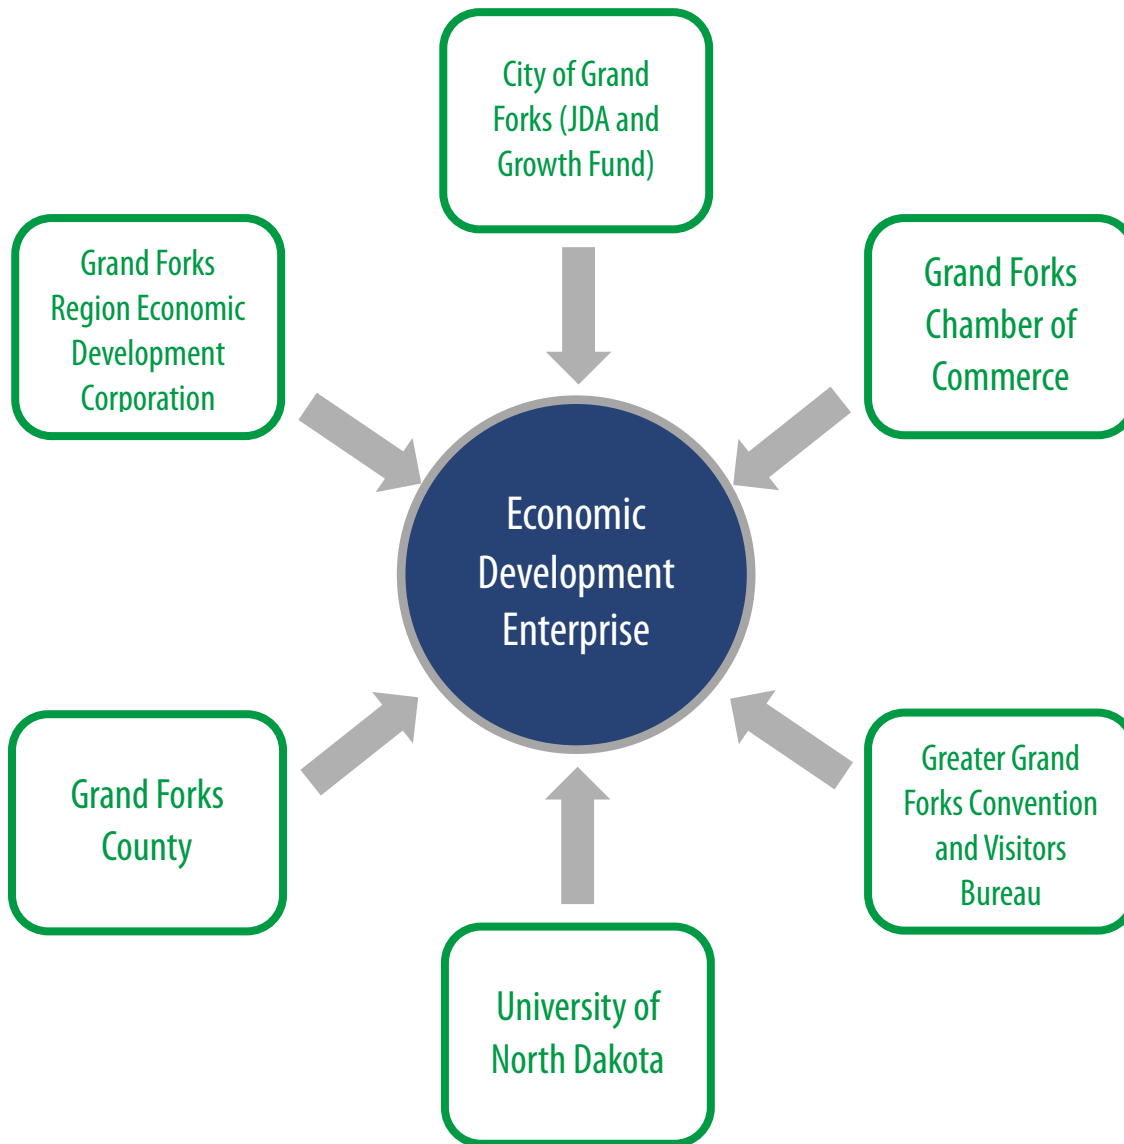 City of Grand
Forks (JDA and
Growth Fund)
Grand Forks
Region Economic
Development
Corporation
Grand Forks
Chamber of
Commerce
Economic
Development
Enterprise
Grand Forks
County
Greater Grand
Forks Convention
and Visitors
Bureau
University of
North Dakota